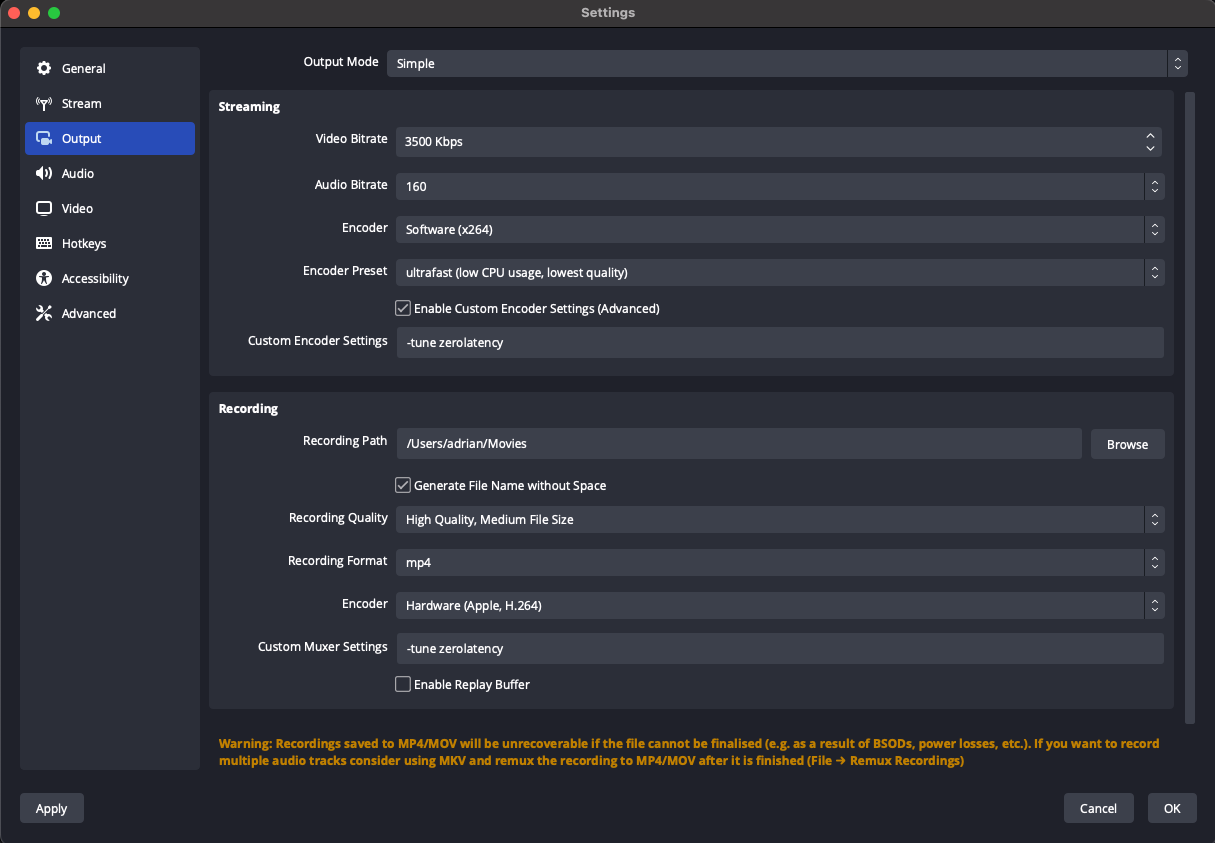 Settings
General
Stream
Output
Audio
Video
Hotkeys
Accessibility
Advanced
Output Mode Simple
Streaming
Video Bitrate 3500 Kbps
Audio Bitrate 160
Encoder Software (x264)
Encoder Preset ultrafast (low CPU usage, lowest quality)
Enable Custom Encoder Settings (Advanced)
Custom Encoder Settings -tune zerolatency
Recording
Recording Path /Users/adrian/Movies Browse
Generate File Name without Space
Recording Quality High Quality, Medium File Size
Recording Format mp4
Encoder Hardware (Apple, H.264)
Custom Muxer Settings -tune zerolatency
Enable Replay Buffer
Warning: Recordings saved to MP4/MOV will be unrecoverable if the file cannot be finalised (e.g. as a result of BSODs, power losses, etc.). If you want to record
multiple audio tracks consider using MKV and remux the recording to MP4/MOV after it is finished (File → Remux Recordings)
Apply Cancel OK